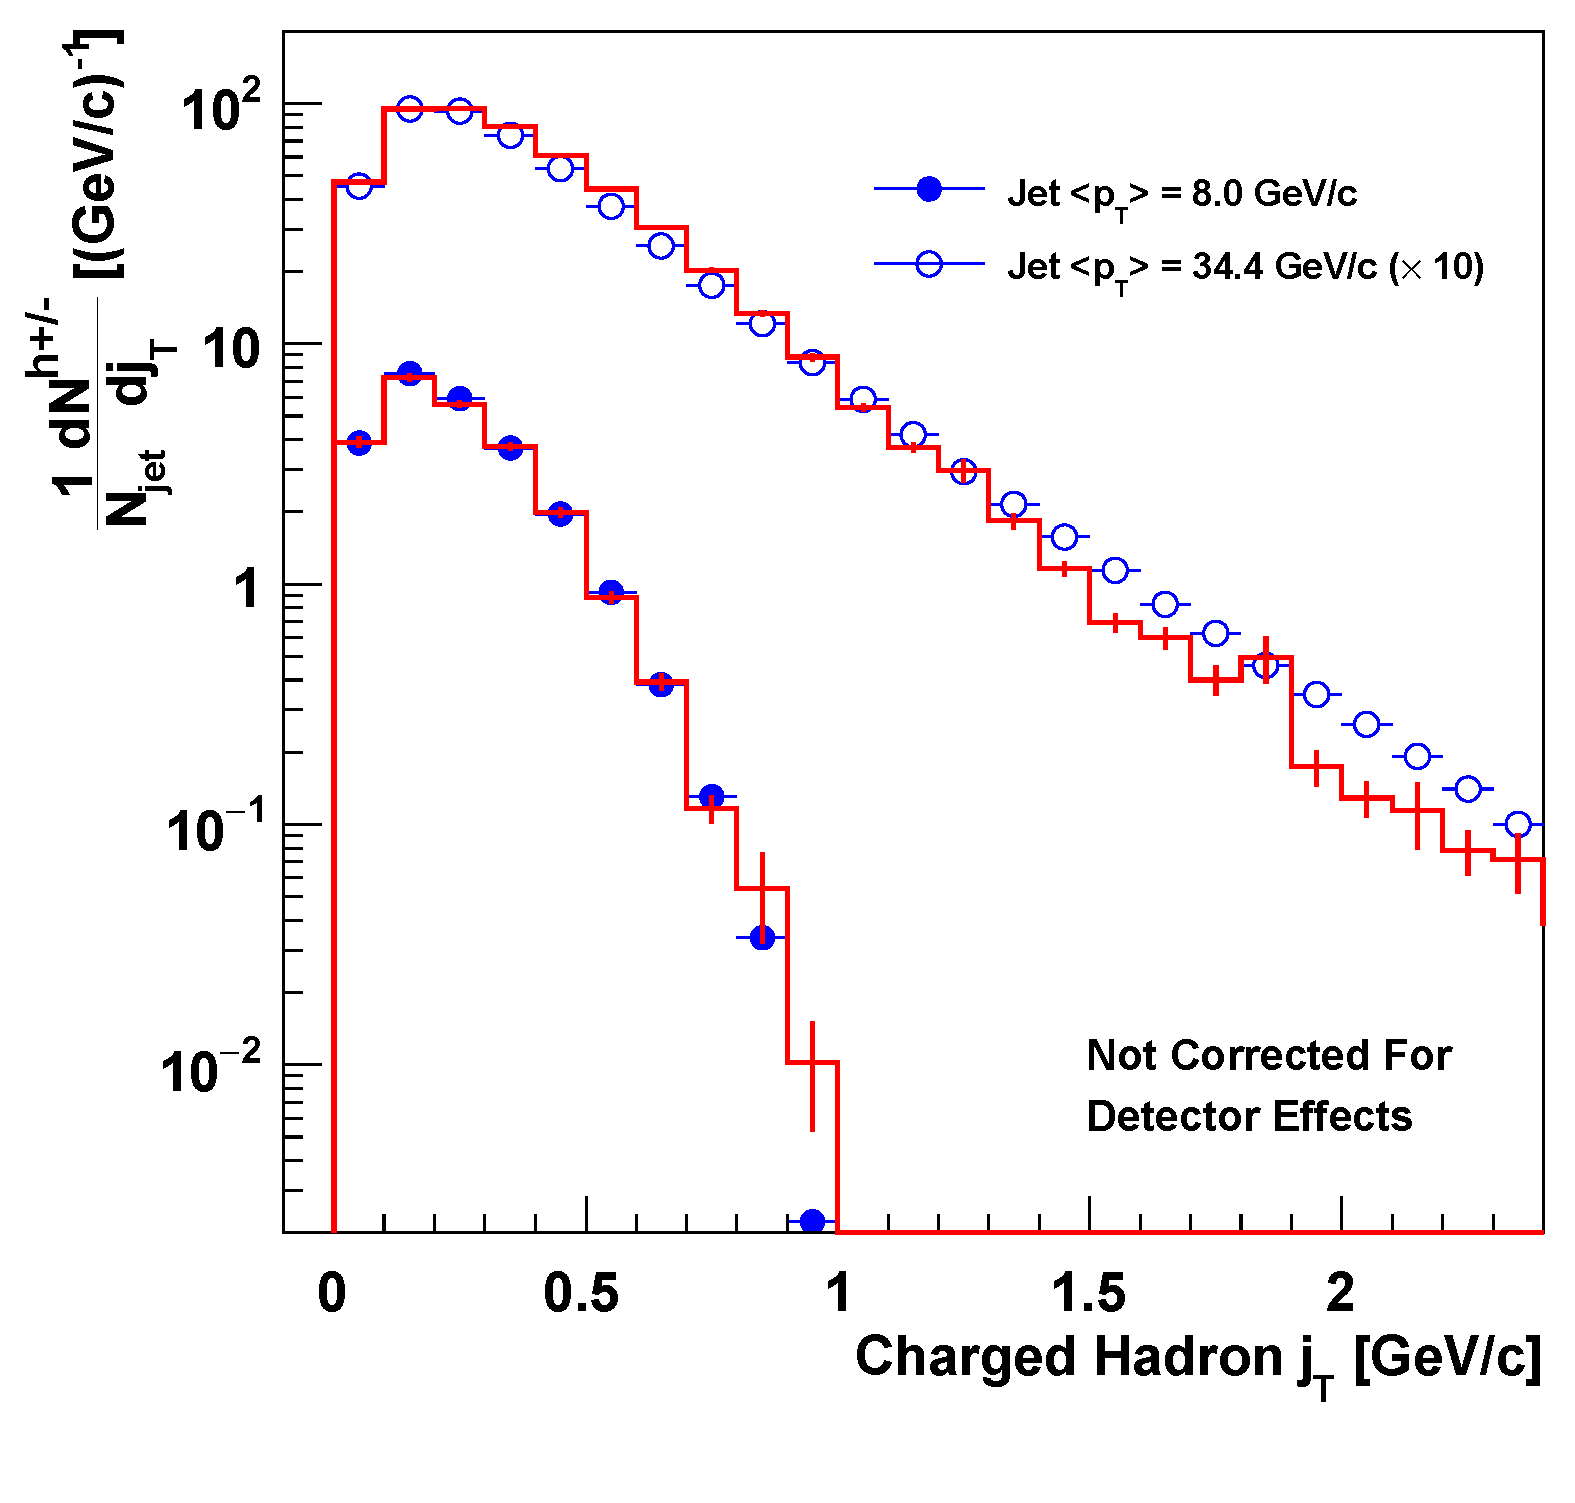 1 dN^h+/-
N_jet dj_T
[(GeV/c)^-1]
10^2
10
1
10^−1
10^−2
Jet <p_T> = 8.0 GeV/c
Jet <p_T> = 34.4 GeV/c (× 10)
Not Corrected For
Detector Effects
0 0.5 1 1.5 2
Charged Hadron j_T [GeV/c]